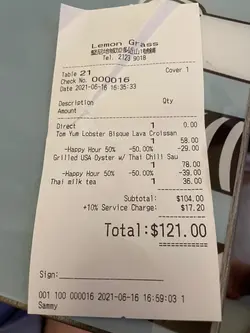 Lemon Grass
Tel. 2123 9018
Table 21 Cover 1
Check No. 000016
Date 2021-06-16 16:35:33
Description Qty
Amount
Direct 1 0.00
Tom Yum Lobster Bisque Lava Croissan
1 58.00
-Happy Hour 50% -50.00% -29.00
Grilled USA Oyster w/ Thai Chill Sau
1 78.00
-Happy Hour 50% -50.00% -39.00
Thai milk tea 1 36.00
Subtotal: $104.00
+10% Service Charge: $17.20
Total:$121.00
Sign:
001 100 000016 2021-06-16 16:59:03 1
Sammy